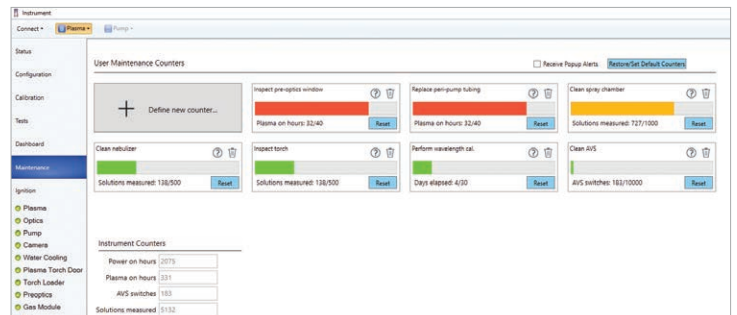 Instrument
Connect Plasma Pump
Status
Configuration
Calibration
Tests
Dashboard
Maintenance
Ignition
Plasma
Optics
Pump
Camera
Water Cooling
Plasma Torch Door
Torch Loader
Preoptics
Gas Module
User Maintenance Counters
Receive Popup Alerts
Restore/Set Default Counters
Define new counter...
Inspect pre-optics window
Plasma on hours: 32/40
Reset
Replace peri-pump tubing
Plasma on hours: 32/40
Reset
Clean spray chamber
Solutions measured: 727/1000
Reset
Clean nebulizer
Solutions measured: 138/500
Reset
Inspect torch
Solutions measured: 138/500
Reset
Perform wavelength cal.
Days elapsed: 4/30
Reset
Clean AVS
AVS switches: 183/10000
Reset
Instrument Counters
Power on hours 2075
Plasma on hours 331
AVS switches 183
Solutions measured 5132